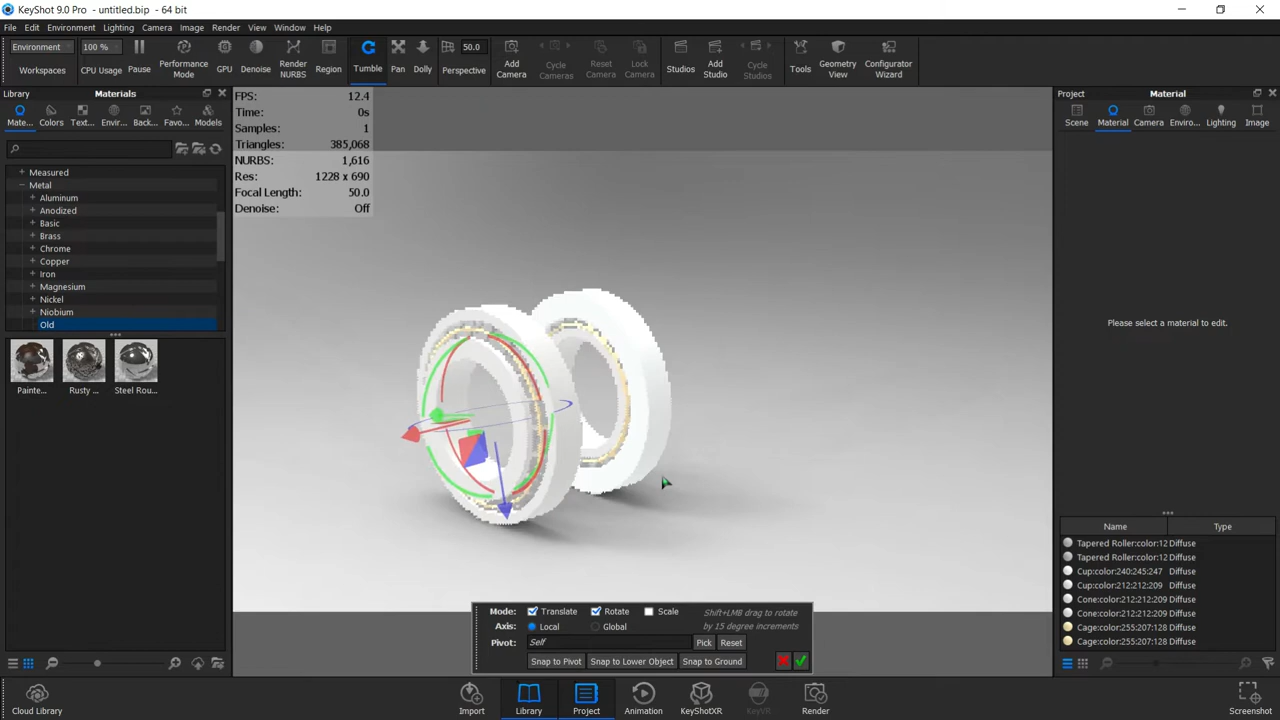 KeyShot 9.0 Pro - untitled.bip - 64 bit
File Edit Environment Lighting Camera Image Render View Window Help
Environment
100 %
50.0
Workspaces
CPU Usage
Pause
Performance Mode
GPU
Denoise
Render NURBS
Region
Tumble
Pan
Dolly
Perspective
Add Camera
Cycle Cameras
Reset Camera
Lock Camera
Studios
Add Studio
Cycle Studios
Tools
Geometry View
Configurator Wizard
Library
Materials
Mate... Colors Text... Envir... Back... Favo... Models
Measured
Metal
Aluminum
Anodized
Basic
Brass
Chrome
Copper
Iron
Magnesium
Nickel
Niobium
Old
Painte... Rusty ... Steel Rou...
FPS: 12.4
Time: 0s
Samples: 1
Triangles: 385,068
NURBS: 1,616
Res: 1228 x 690
Focal Length: 50.0
Denoise: Off
Mode: Translate Rotate Scale
Shift+LMB drag to rotate
by 15 degree increments
Axis: Local Global
Pivot: Self Pick Reset
Snap to Pivot Snap to Lower Object Snap to Ground
Project
Material
Scene Material Camera Enviro... Lighting Image
Please select a material to edit.
Name Type
Tapered Roller:color:12 Diffuse
Tapered Roller:color:12 Diffuse
Cup:color:240:245:247 Diffuse
Cup:color:212:212:209 Diffuse
Cone:color:212:212:209 Diffuse
Cone:color:212:212:209 Diffuse
Cage:color:255:207:128 Diffuse
Cage:color:255:207:128 Diffuse
Cloud Library
Import
Library
Project
Animation
KeyShotXR
KeyVR
Render
Screenshot